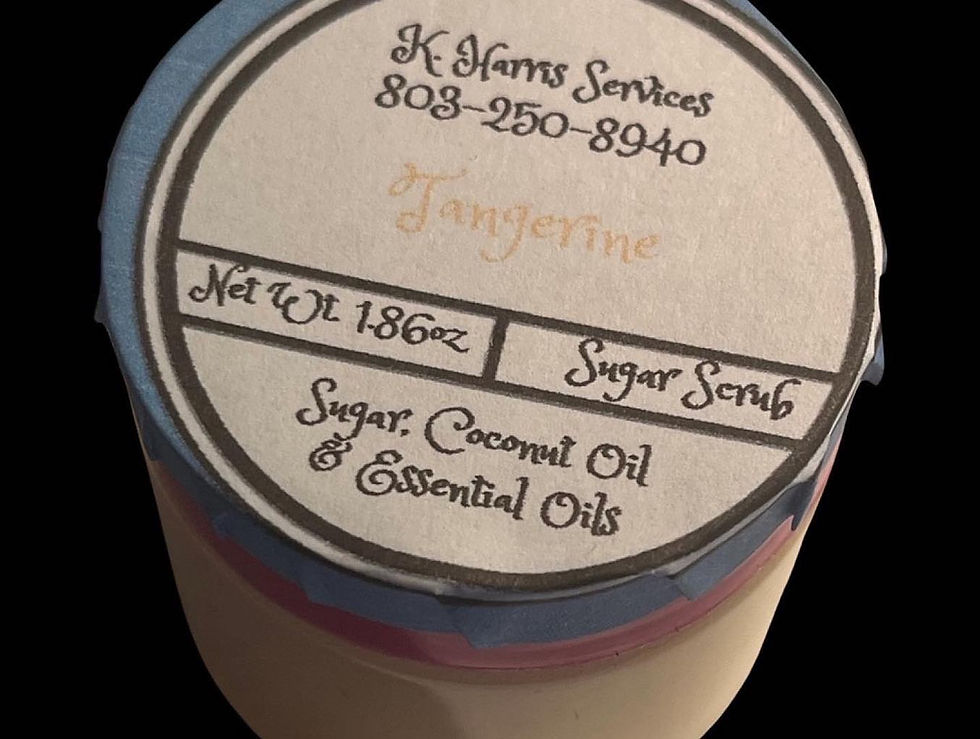 K. Harris Services
803-250-8940
Tangerine
Net Wt 1.86oz
Sugar Scrub
Sugar, Coconut Oil
& Essential Oils